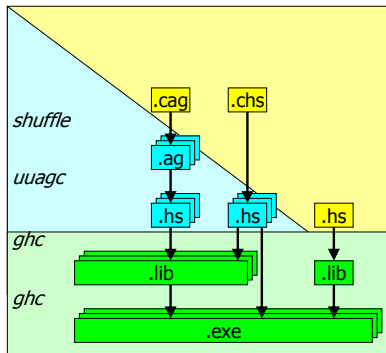 .cag .chs
shuffle
.ag
uuagc
.hs .hs .hs
ghc
.lib .lib
ghc
.exe